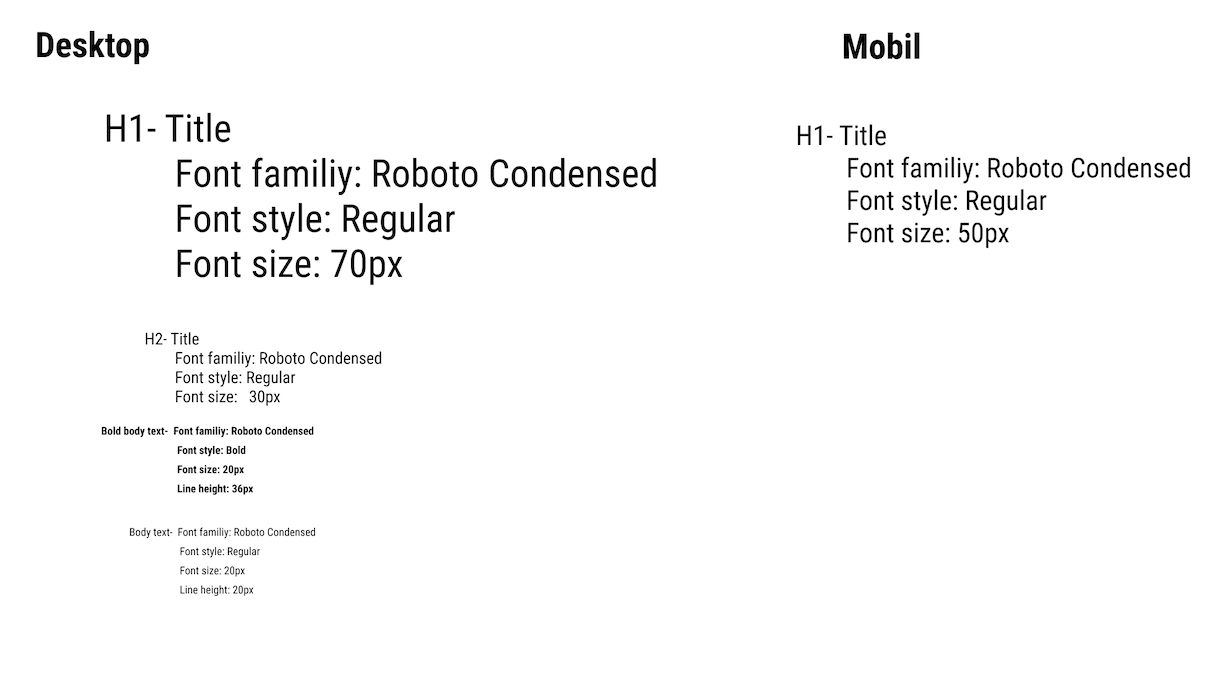 Desktop
H1- Title
Font familiy: Roboto Condensed
Font style: Regular
Font size: 70px
H2- Title
Font familiy: Roboto Condensed
Font style: Regular
Font size:   30px
Bold body text-  Font familiy: Roboto Condensed
Font style: Bold
Font size: 20px
Line height: 36px
Body text-  Font familiy: Roboto Condensed
Font style: Regular
Font size: 20px
Line height: 20px
Mobil
H1- Title
Font familiy: Roboto Condensed
Font style: Regular
Font size: 50px